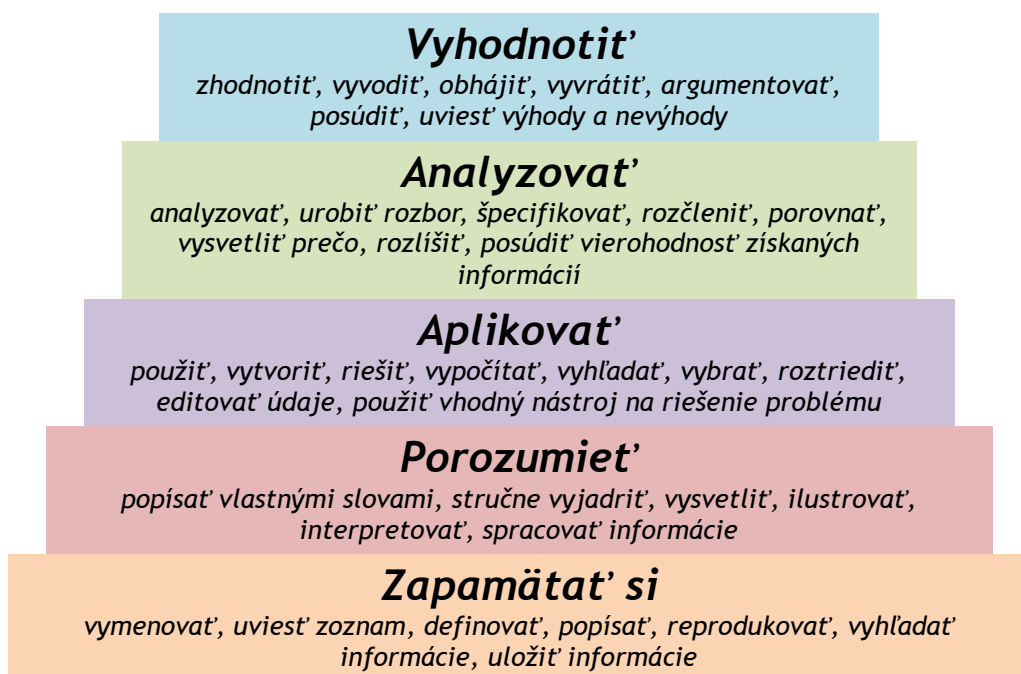 Vyhodnotiť
zhodnotiť, vyvodiť, obhájiť, vyvrátiť, argumentovať,
posúdiť, uviesť výhody a nevýhody
Analyzovať
analyzovať, urobiť rozbor, špecifikovať, rozčleniť, porovnať,
vysvetliť prečo, rozlíšiť, posúdiť vierohodnosť získaných
informácií
Aplikovať
použiť, vytvoriť, riešiť, vypočítať, vyhľadať, vybrať, roztriediť,
editovať údaje, použiť vhodný nástroj na riešenie problému
Porozumieť
popísať vlastnými slovami, stručne vyjadriť, vysvetliť, ilustrovať,
interpretovať, spracovať informácie
Zapamätať si
vymenovať, uviesť zoznam, definovať, popísať, reprodukovať, vyhľadať
informácie, uložiť informácie